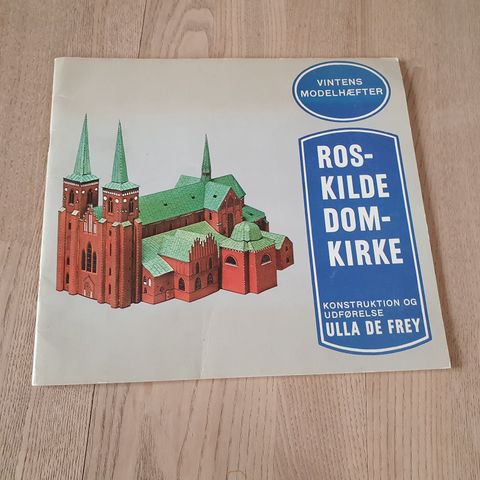 VINTENS
MODELHÆFTER
ROS-
KILDE
DOM-
KIRKE
KONSTRUKTION OG
UDFØRELSE
ULLA DE FREY